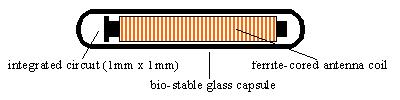 integrated circuit (1mm x 1mm)
ferrite-cored antenna coil
bio-stable glass capsule